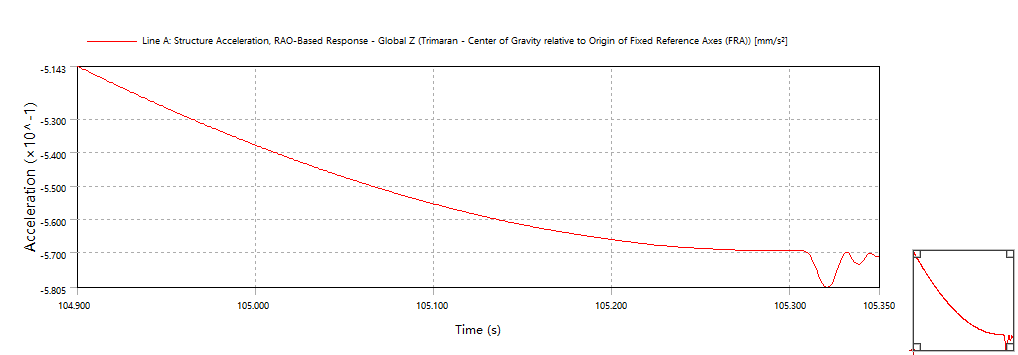 Line A: Structure Acceleration, RAO-Based Response - Global Z (Trimaran - Center of Gravity relative to Origin of Fixed Reference Axes (FRA)) [mm/s²]
Acceleration (×10^-1)
-5.143
-5.300
-5.400
-5.500
-5.600
-5.700
-5.805
104.900 105.000 105.100 105.200 105.300 105.350
Time (s)